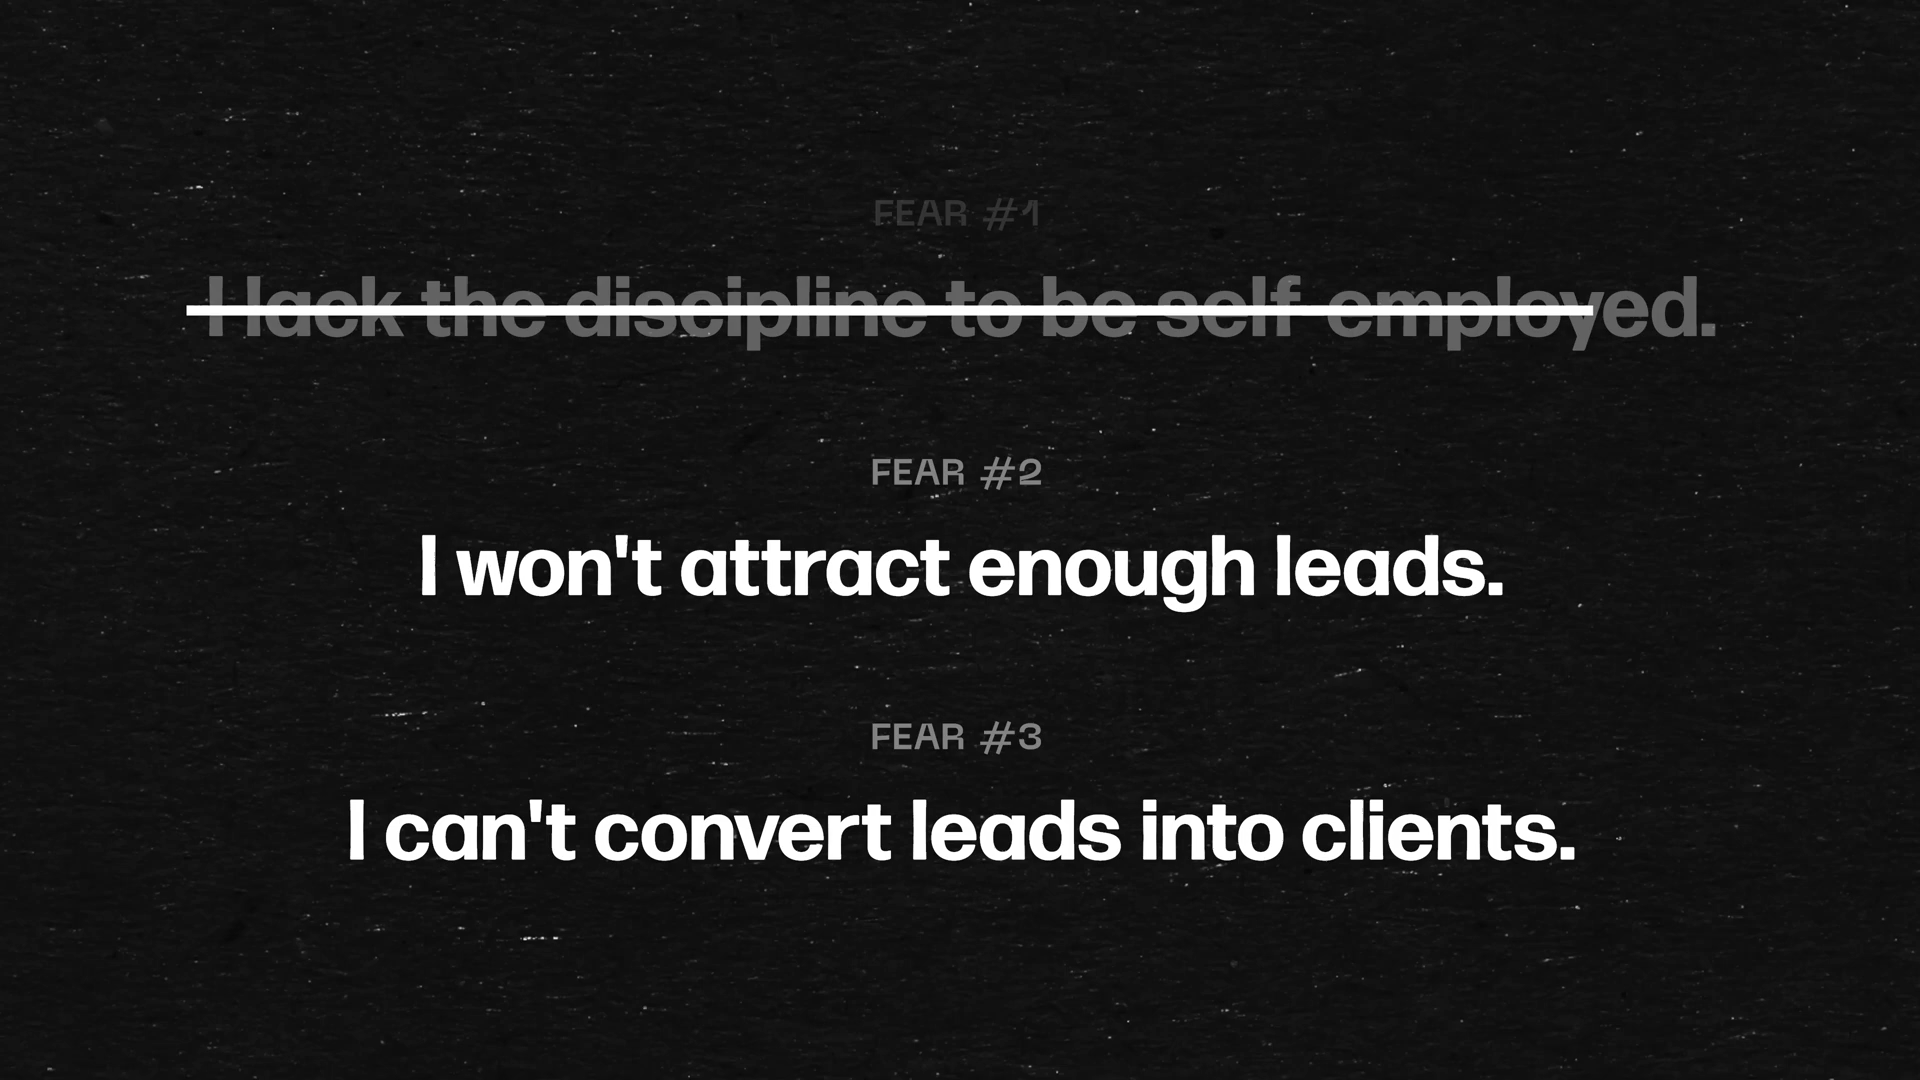 FEAR #1
I lack the discipline to be self employed.
FEAR #2
I won't attract enough leads.
FEAR #3
I can't convert leads into clients.